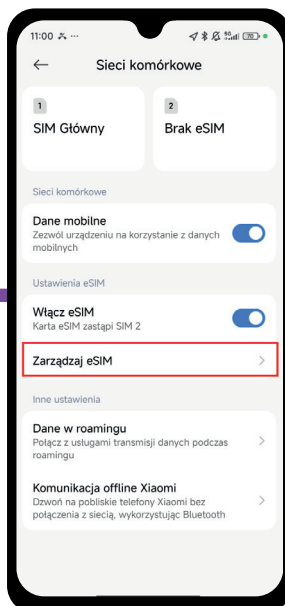 11:00 ...
5G 70
← Sieci komórkowe
1
SIM Główny
2
Brak eSIM
Sieci komórkowe
Dane mobilne
Zezwól urządzeniu na korzystanie z danych
mobilnych
Ustawienia eSIM
Włącz eSIM
Karta eSIM zastąpi SIM 2
Zarządzaj eSIM
Inne ustawienia
Dane w roamingu
Połącz z usługami transmisji danych podczas
roamingu
Komunikacja offline Xiaomi
Dzwoń na pobliskie telefony Xiaomi bez
połączenia z siecią, wykorzystując Bluetooth